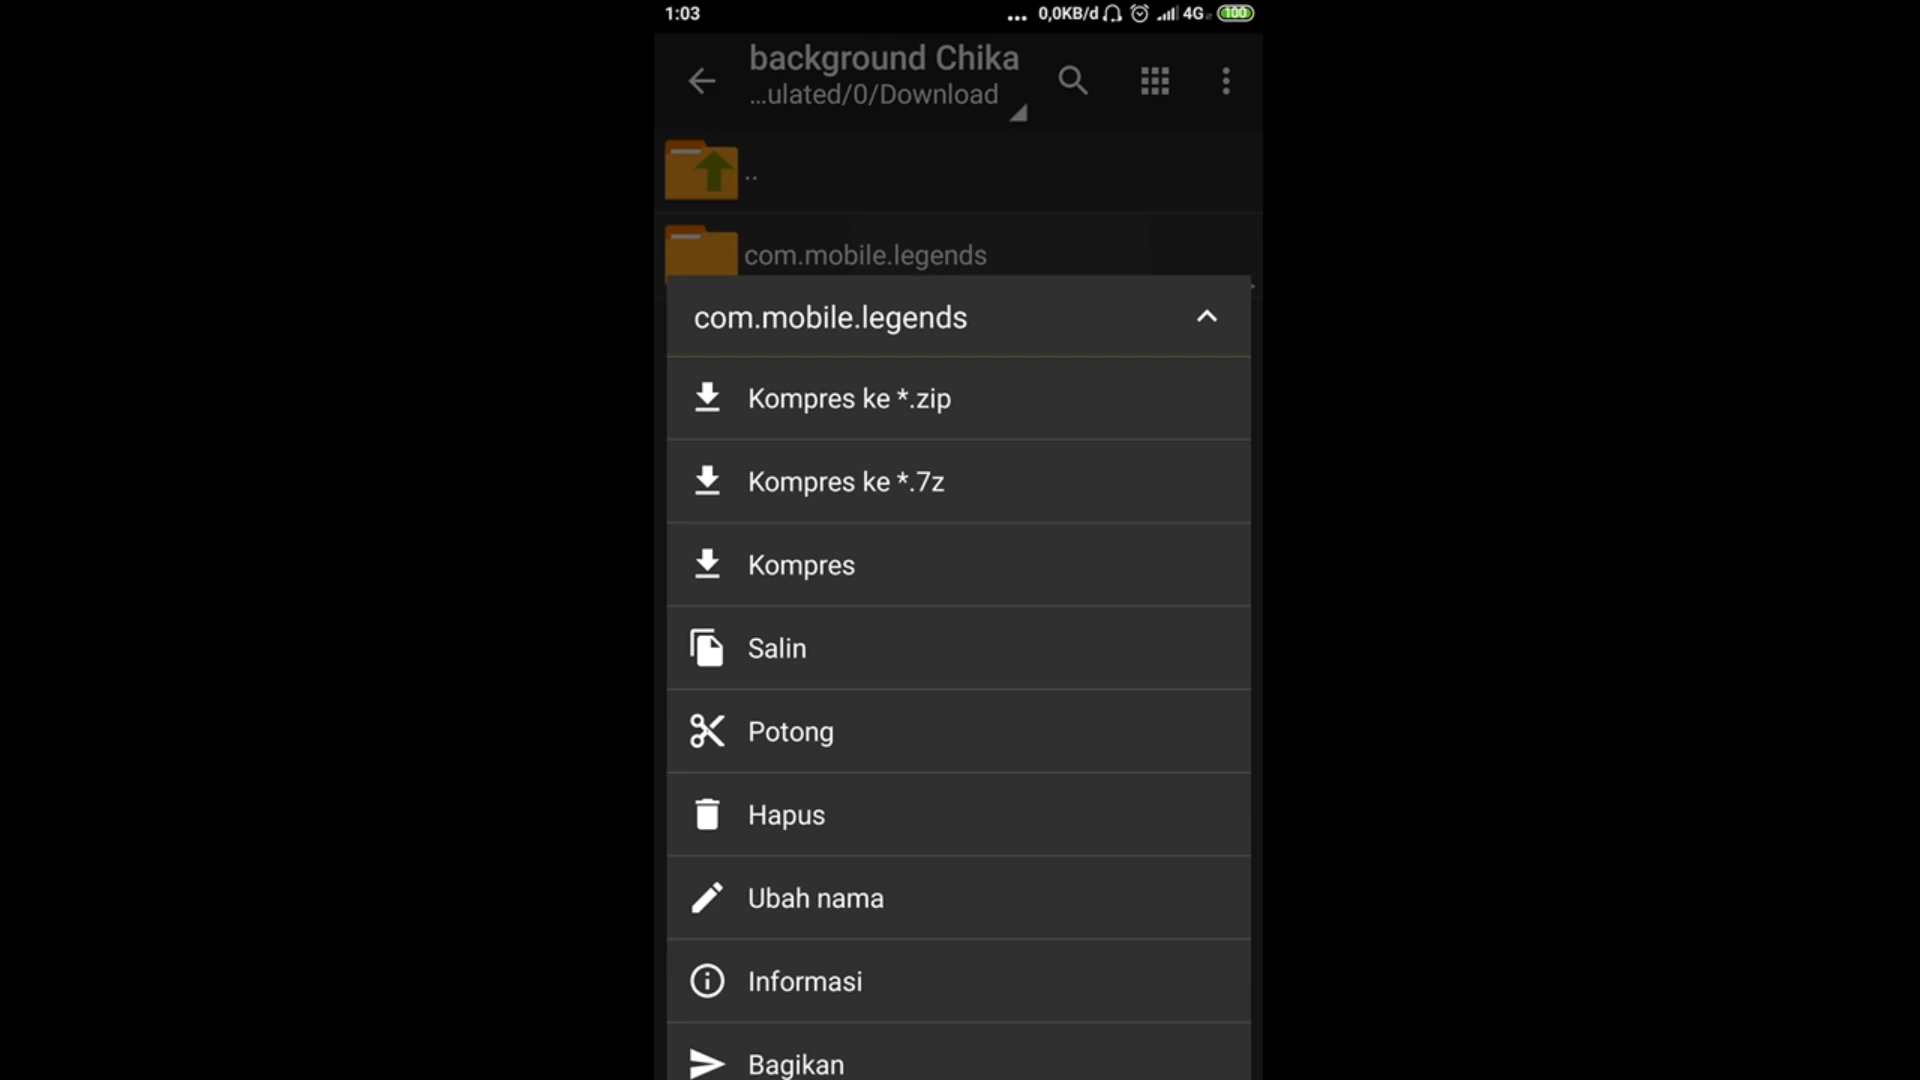 1:03
... 0,0KB/d 4G 100
background Chika
...ulated/0/Download
..
com.mobile.legends
com.mobile.legends
Kompres ke *.zip
Kompres ke *.7z
Kompres
Salin
Potong
Hapus
Ubah nama
Informasi
Bagikan